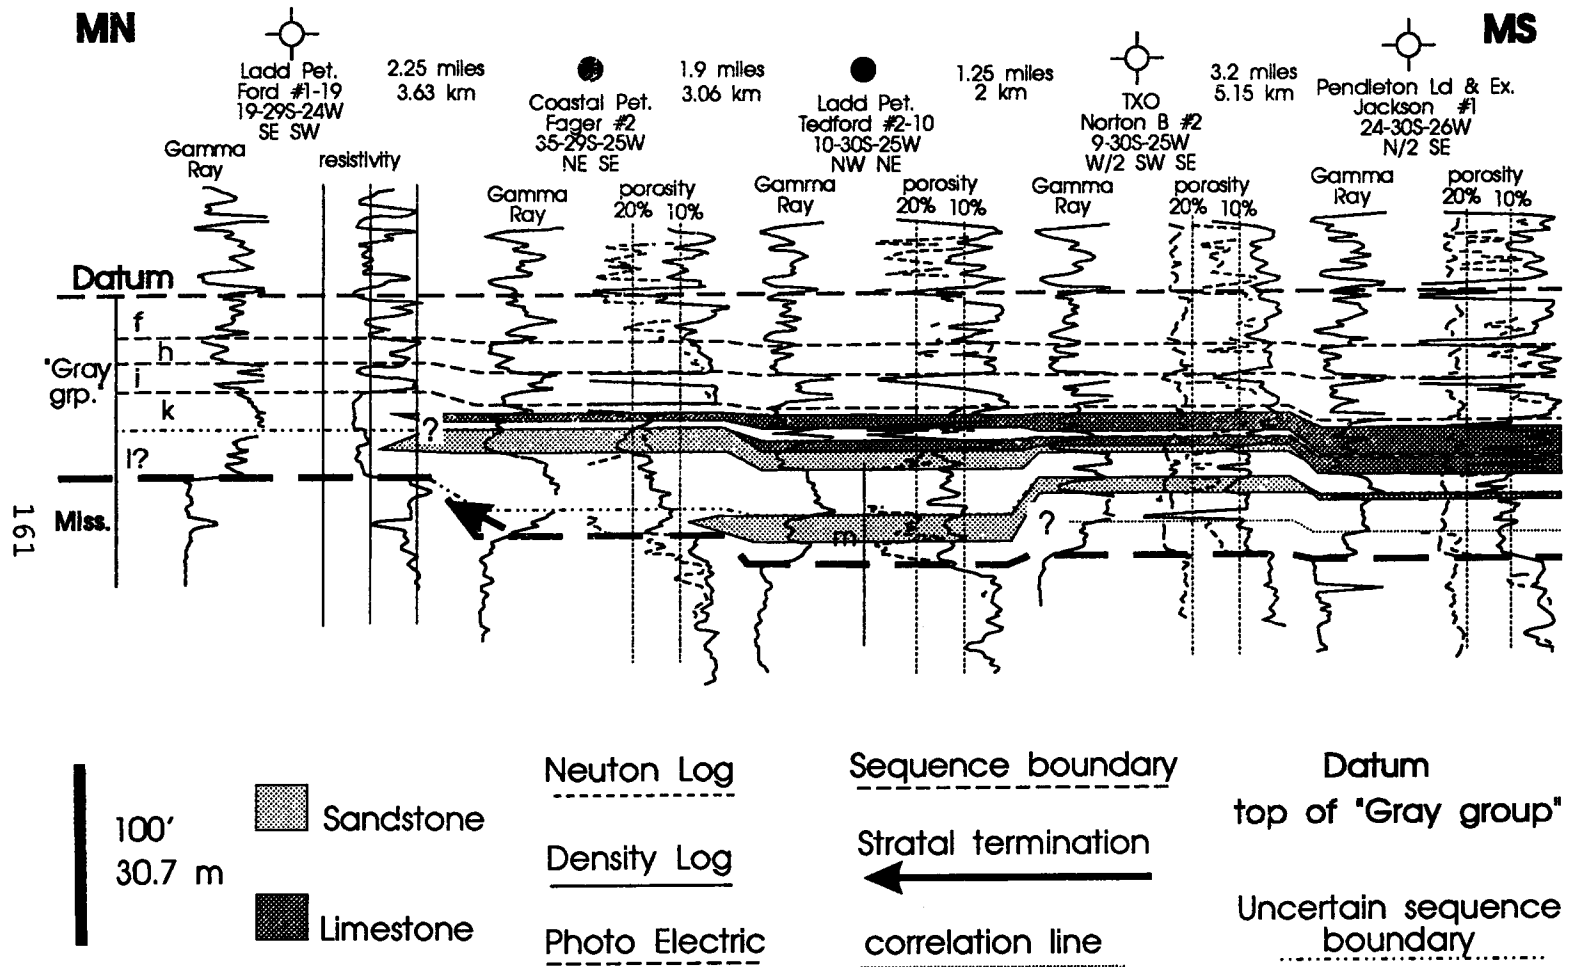 MN
MS
Ladd Pet.
Ford #1-19
19-29S-24W
SE SW
2.25 miles
3.63 km
Coastal Pet.
Fager #2
35-29S-25W
NE SE
1.9 miles
3.06 km
Ladd Pet.
Tedford #2-10
10-30S-25W
NW NE
1.25 miles
2 km
TXO
Norton B #2
9-30S-25W
W/2 SW SE
3.2 miles
5.15 km
Pendleton Ld & Ex.
Jackson #1
24-30S-26W
N/2 SE
Gamma
Ray
resistivity
Gamma
Ray
porosity
20% 10%
Gamma
Ray
porosity
20% 10%
Gamma
Ray
porosity
20% 10%
Gamma
Ray
porosity
20% 10%
Datum
f
h
"Gray
grp."
i
k
?
l?
Miss.
m
?
161
100'
30.7 m
Sandstone
Limestone
Neuton Log
Density Log
Photo Electric
Sequence boundary
Stratal termination
correlation line
Datum
top of "Gray group"
Uncertain sequence
boundary